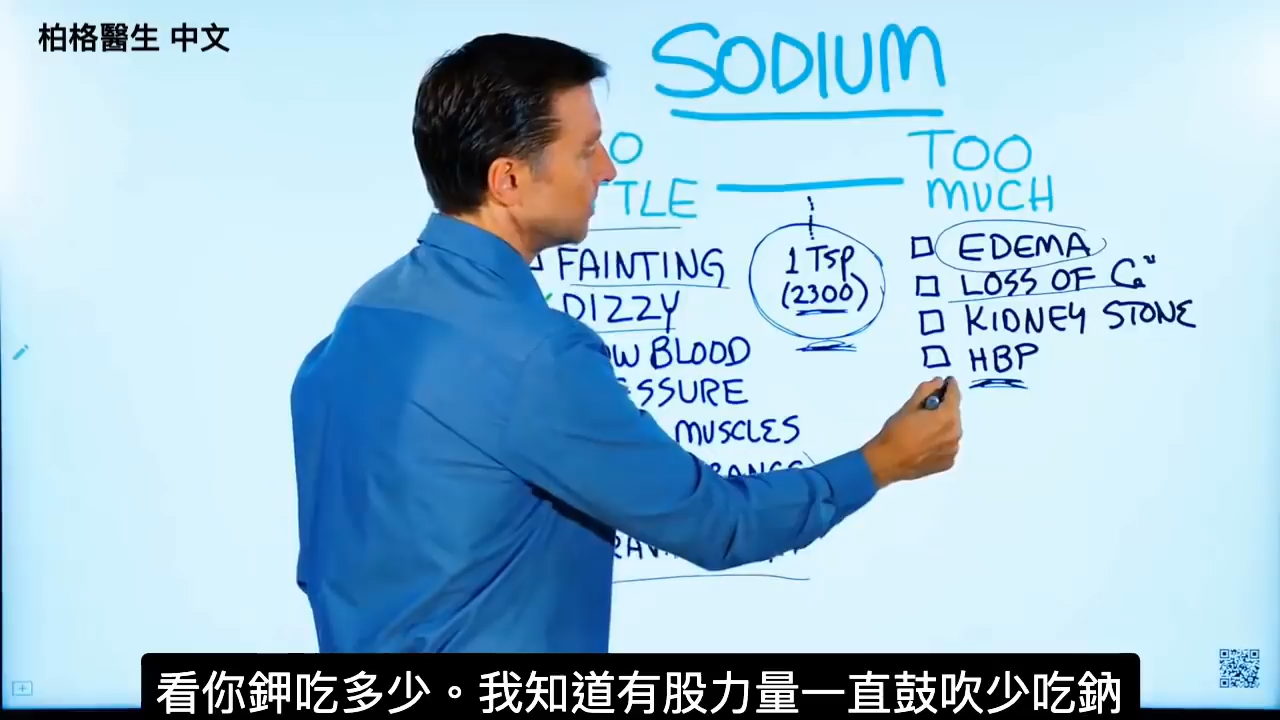 柏格醫生 中文
SODIUM
TOO
MUCH
FAINTING
DIZZY
BLOOD
MUSCLES
1 TSP
(2300)
EDEMA
LOSS OF Ca
KIDNEY STONE
HBP
看你鉀吃多少。我知道有股力量一直鼓吹少吃鈉